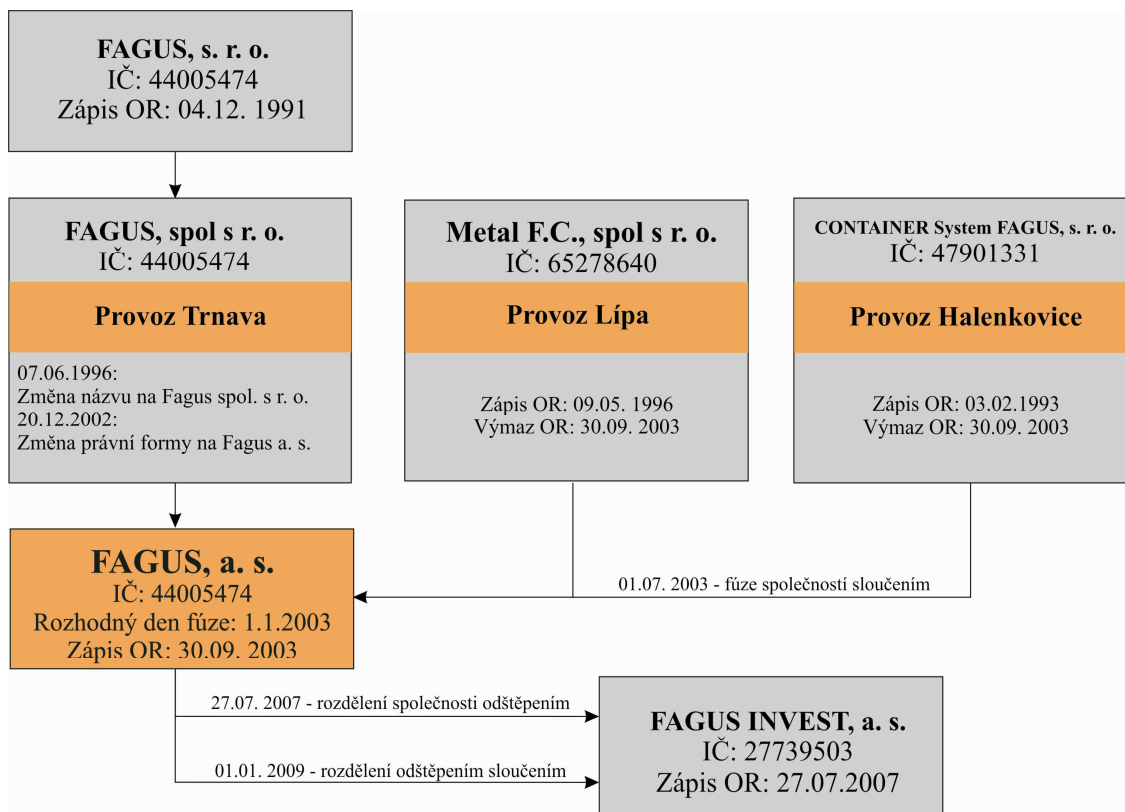 FAGUS, s. r. o.
IČ: 44005474
Zápis OR: 04.12. 1991
FAGUS, spol s r. o.
IČ: 44005474
Provoz Trnava
07.06.1996:
Změna názvu na Fagus spol. s r. o.
20.12.2002:
Změna právní formy na Fagus a. s.
Metal F.C., spol s r. o.
IČ: 65278640
Provoz Lípa
Zápis OR: 09.05. 1996
Výmaz OR: 30.09. 2003
CONTAINER System FAGUS, s. r. o.
IČ: 47901331
Provoz Halenkovice
Zápis OR: 03.02.1993
Výmaz OR: 30.09. 2003
FAGUS, a. s.
IČ: 44005474
Rozhodný den fúze: 1.1.2003
Zápis OR: 30.09. 2003
01.07. 2003 - fúze společností sloučením
27.07. 2007 - rozdělení společnosti odštěpením
01.01. 2009 - rozdělení odštěpením sloučením
FAGUS INVEST, a. s.
IČ: 27739503
Zápis OR: 27.07.2007